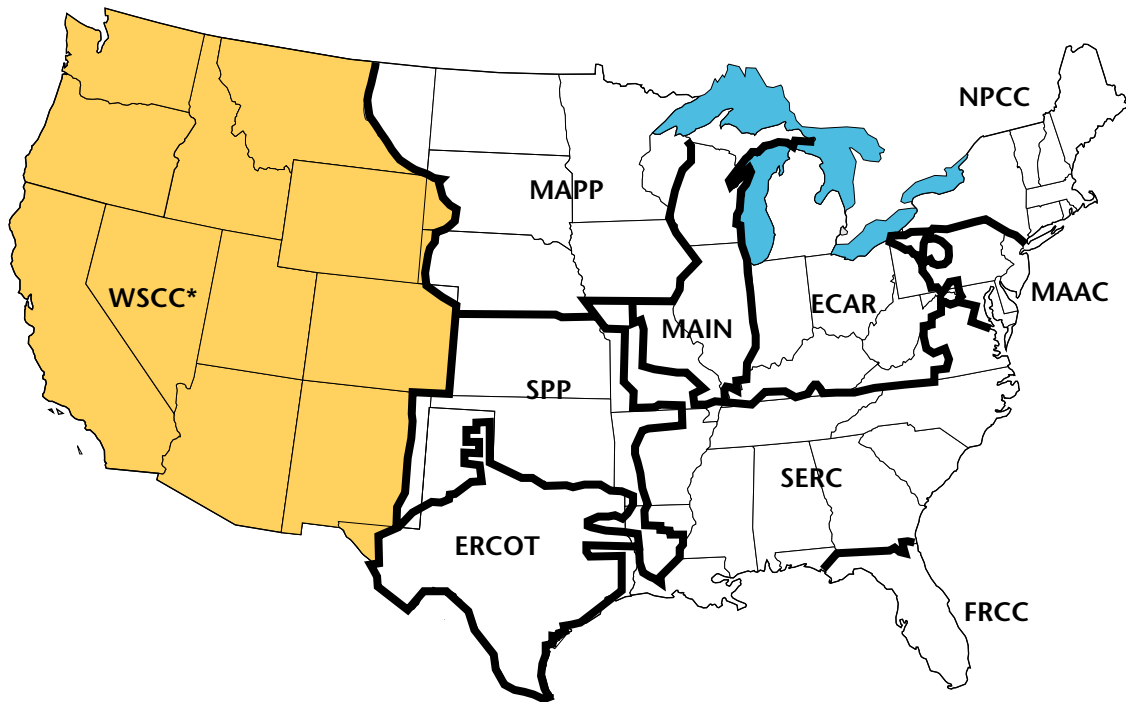 NPCC
MAPP
WSCC*
ECAR
MAAC
MAIN
SPP
SERC
ERCOT
FRCC